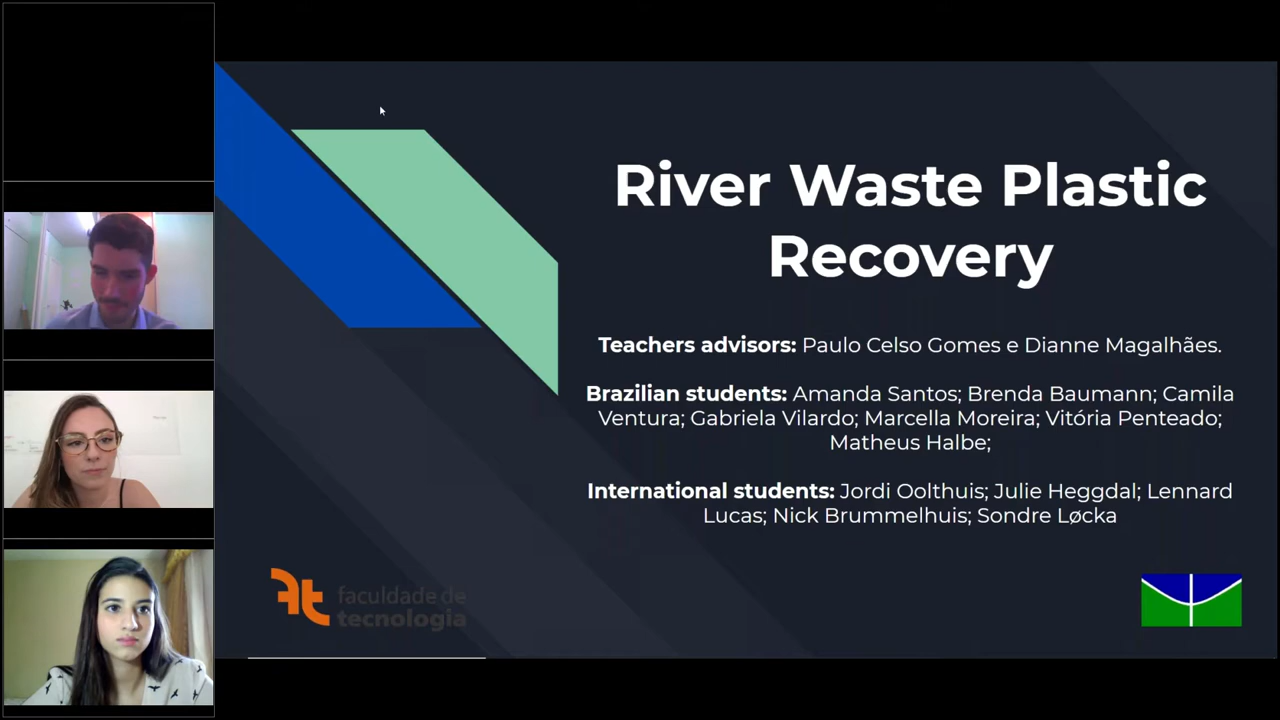 River Waste Plastic
Recovery
Teachers advisors: Paulo Celso Gomes e Dianne Magalhães.
Brazilian students: Amanda Santos; Brenda Baumann; Camila
Ventura; Gabriela Vilardo; Marcella Moreira; Vitória Penteado;
Matheus Halbe;
International students: Jordi Oolthuis; Julie Heggdal; Lennard
Lucas; Nick Brummelhuis; Sondre Løcka
ft faculdade de
tecnologia